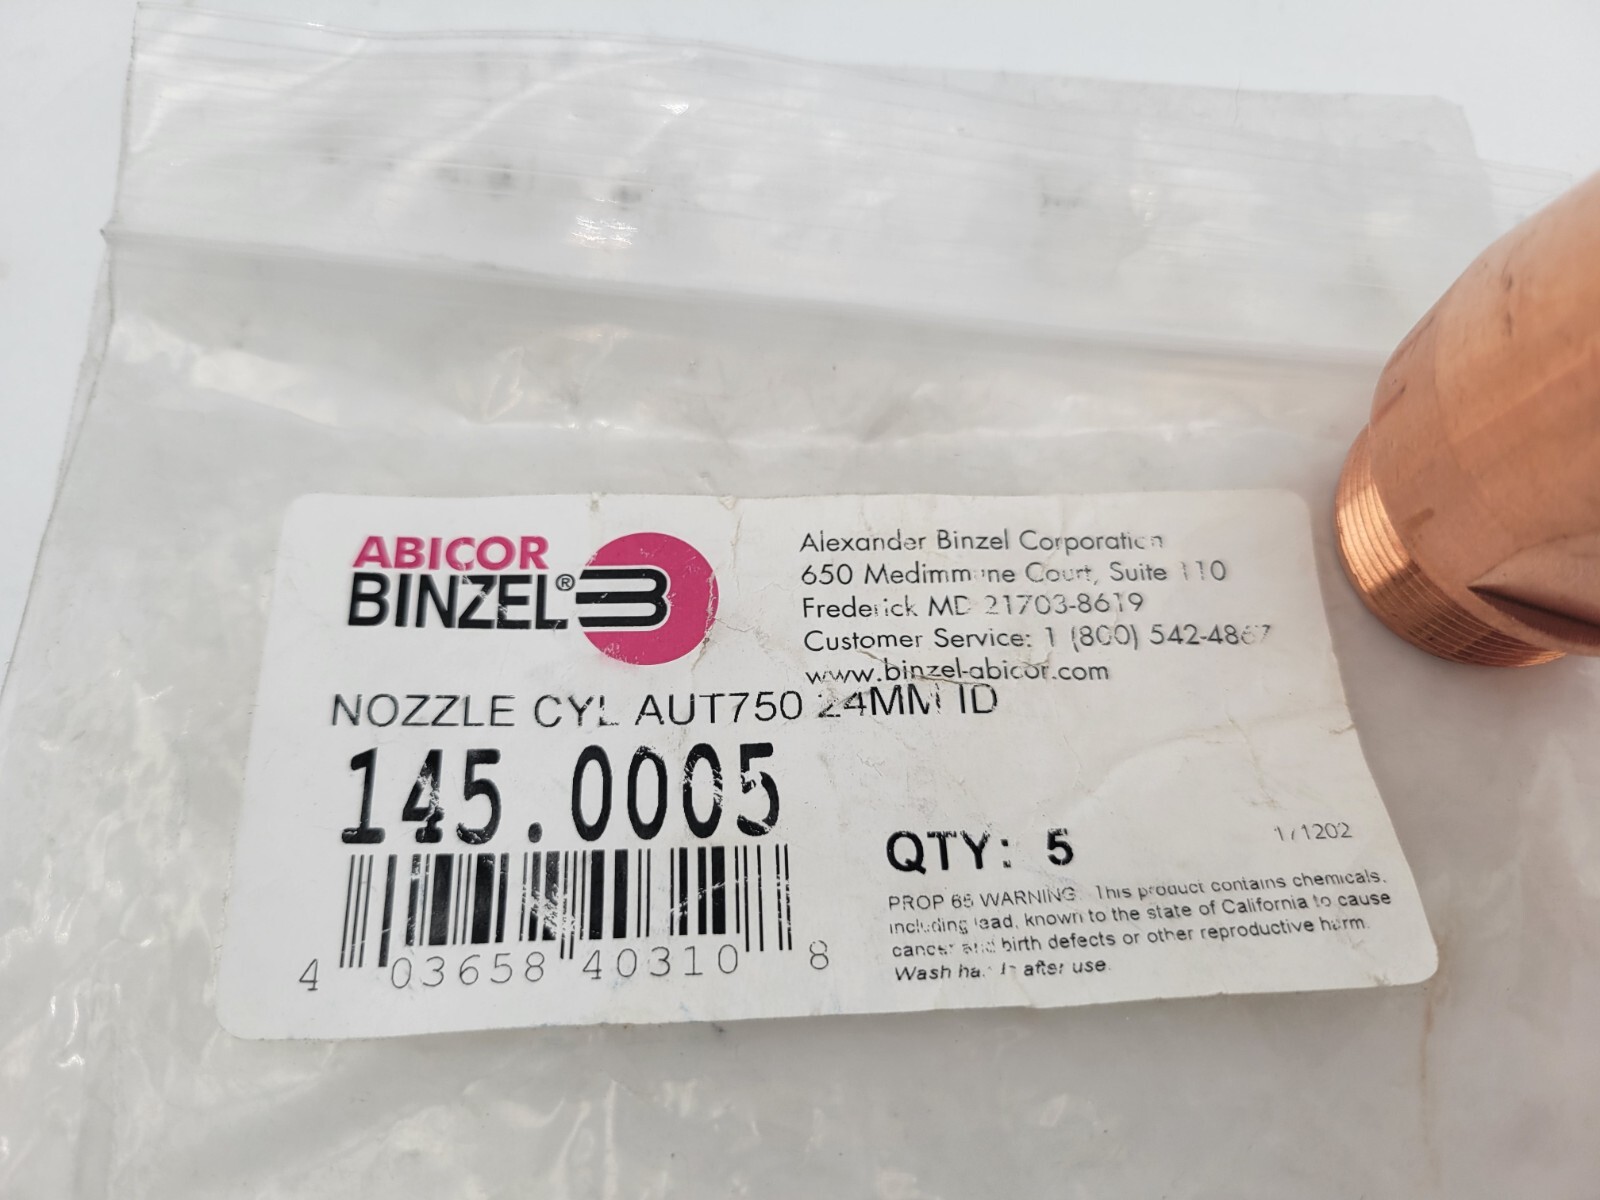 ABICOR
BINZEL®
Alexander Binzel Corporation
650 Medimmune Court, Suite 110
Frederick MD 21703-8619
Customer Service: 1 (800) 542-4867
www.binzel-abicor.com
NOZZLE CYL AUT750 24MM ID
145.0005
4 03658 40310 8
QTY: 5
PROP 65 WARNING: This product contains chemicals,
including lead, known to the state of California to cause
cancer and birth defects or other reproductive harm.
Wash hands after use.